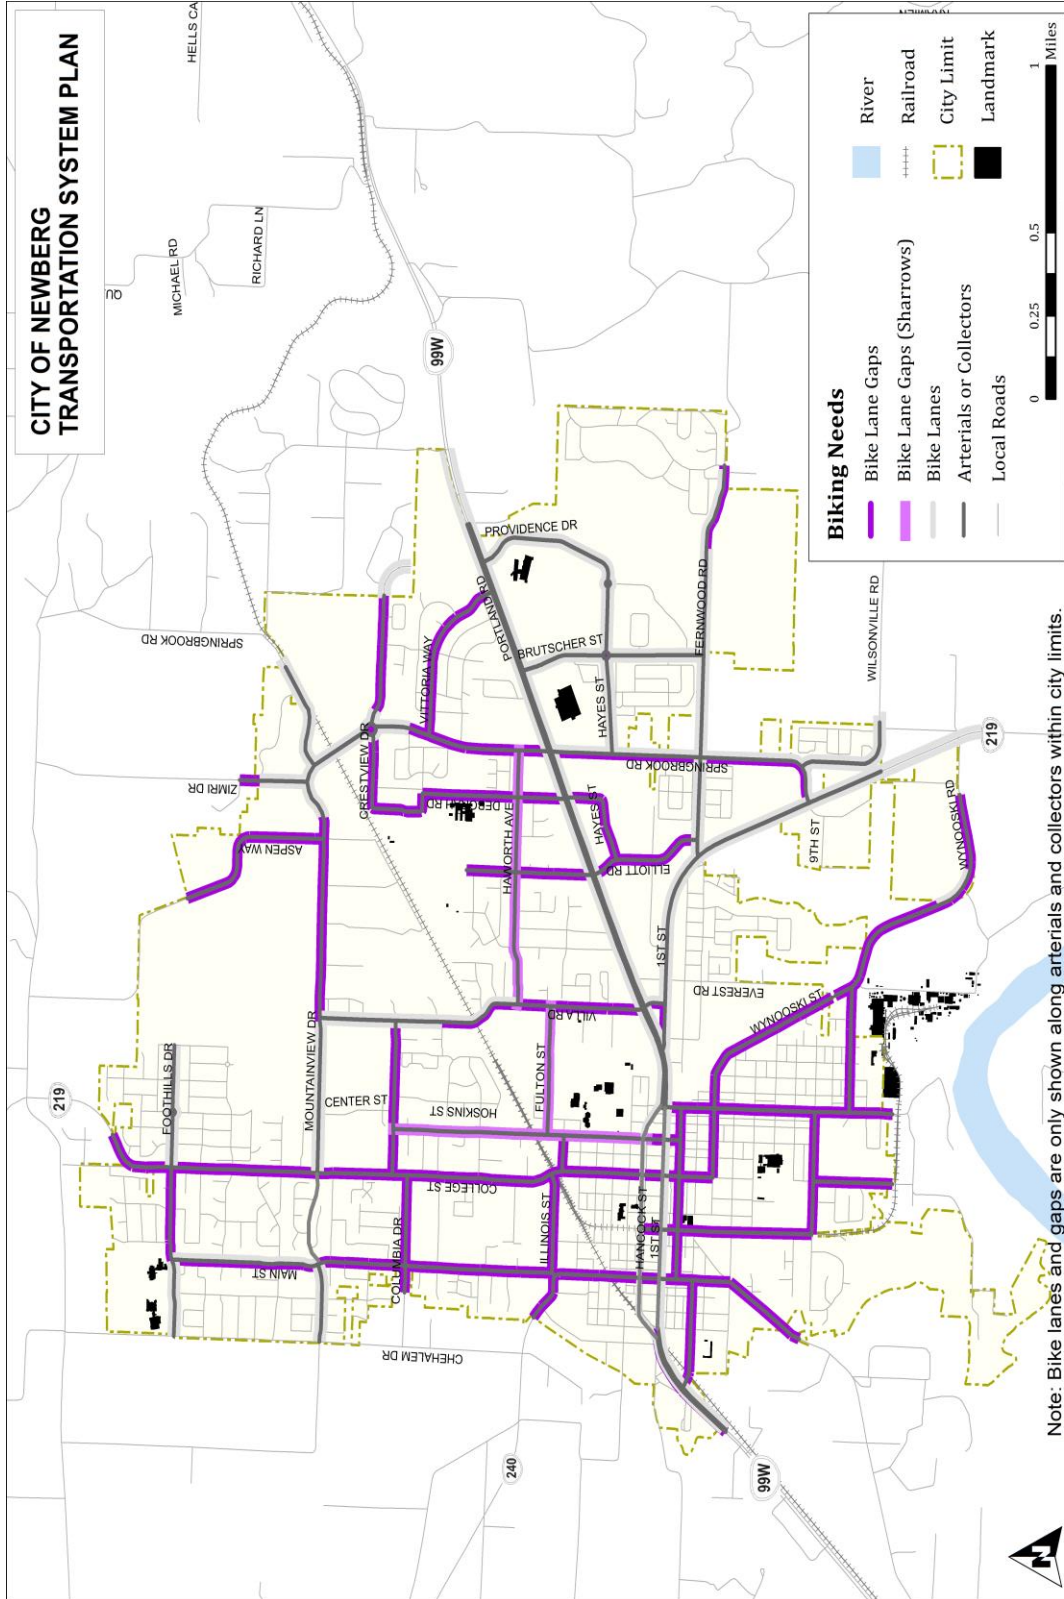 CITY OF NEWBERG
TRANSPORTATION SYSTEM PLAN
HELLS CA
MICHAEL RD
RICHARD LN
QU
99W
SPRINGBROOK RD
ZIMRI DR
ASPEN WAY
CRESTVIEW DR
VITTORIA WAY
PORTLAND RD
PROVIDENCE DR
BRUTSCHER ST
HAYES ST
FERNWOOD RD
WILSONVILLE RD
SPRINGBROOK RD
HAWORTH AVE
HAYES ST
ELLIOTT RD
9TH ST
219
WYNOOSKI RD
219
FOOTHILLS DR
MOUNTAINVIEW DR
CENTER ST
HOSKINS ST
FULTON ST
VILLA RD
1ST ST
EVEREST RD
WYNOOSKI ST
MAIN ST
COLUMBIA DR
COLLEGE ST
ILLINOIS ST
HANCOCK ST
1ST ST
CHEHALEM DR
240
99W
Biking Needs
Bike Lane Gaps
Bike Lane Gaps (Sharrows)
Bike Lanes
Arterials or Collectors
Local Roads
River
Railroad
City Limit
Landmark
0 0.25 0.5 1
Miles
Note: Bike lanes and gaps are only shown along arterials and collectors within city limits.
N